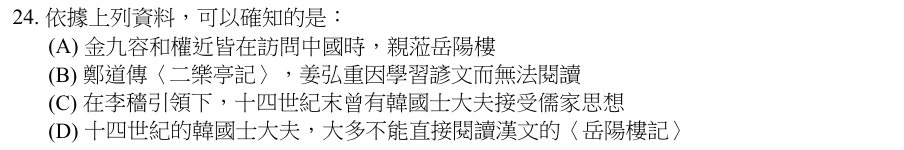 24. 依據上列資料，可以確知的是：
(A) 金九容和權近皆在訪問中國時，親蒞岳陽樓
(B) 鄭道傳〈二樂亭記〉，姜弘重因學習諺文而無法閱讀
(C) 在李穡引領下，十四世紀末曾有韓國士大夫接受儒家思想
(D) 十四世紀的韓國士大夫，大多不能直接閱讀漢文的〈岳陽樓記〉